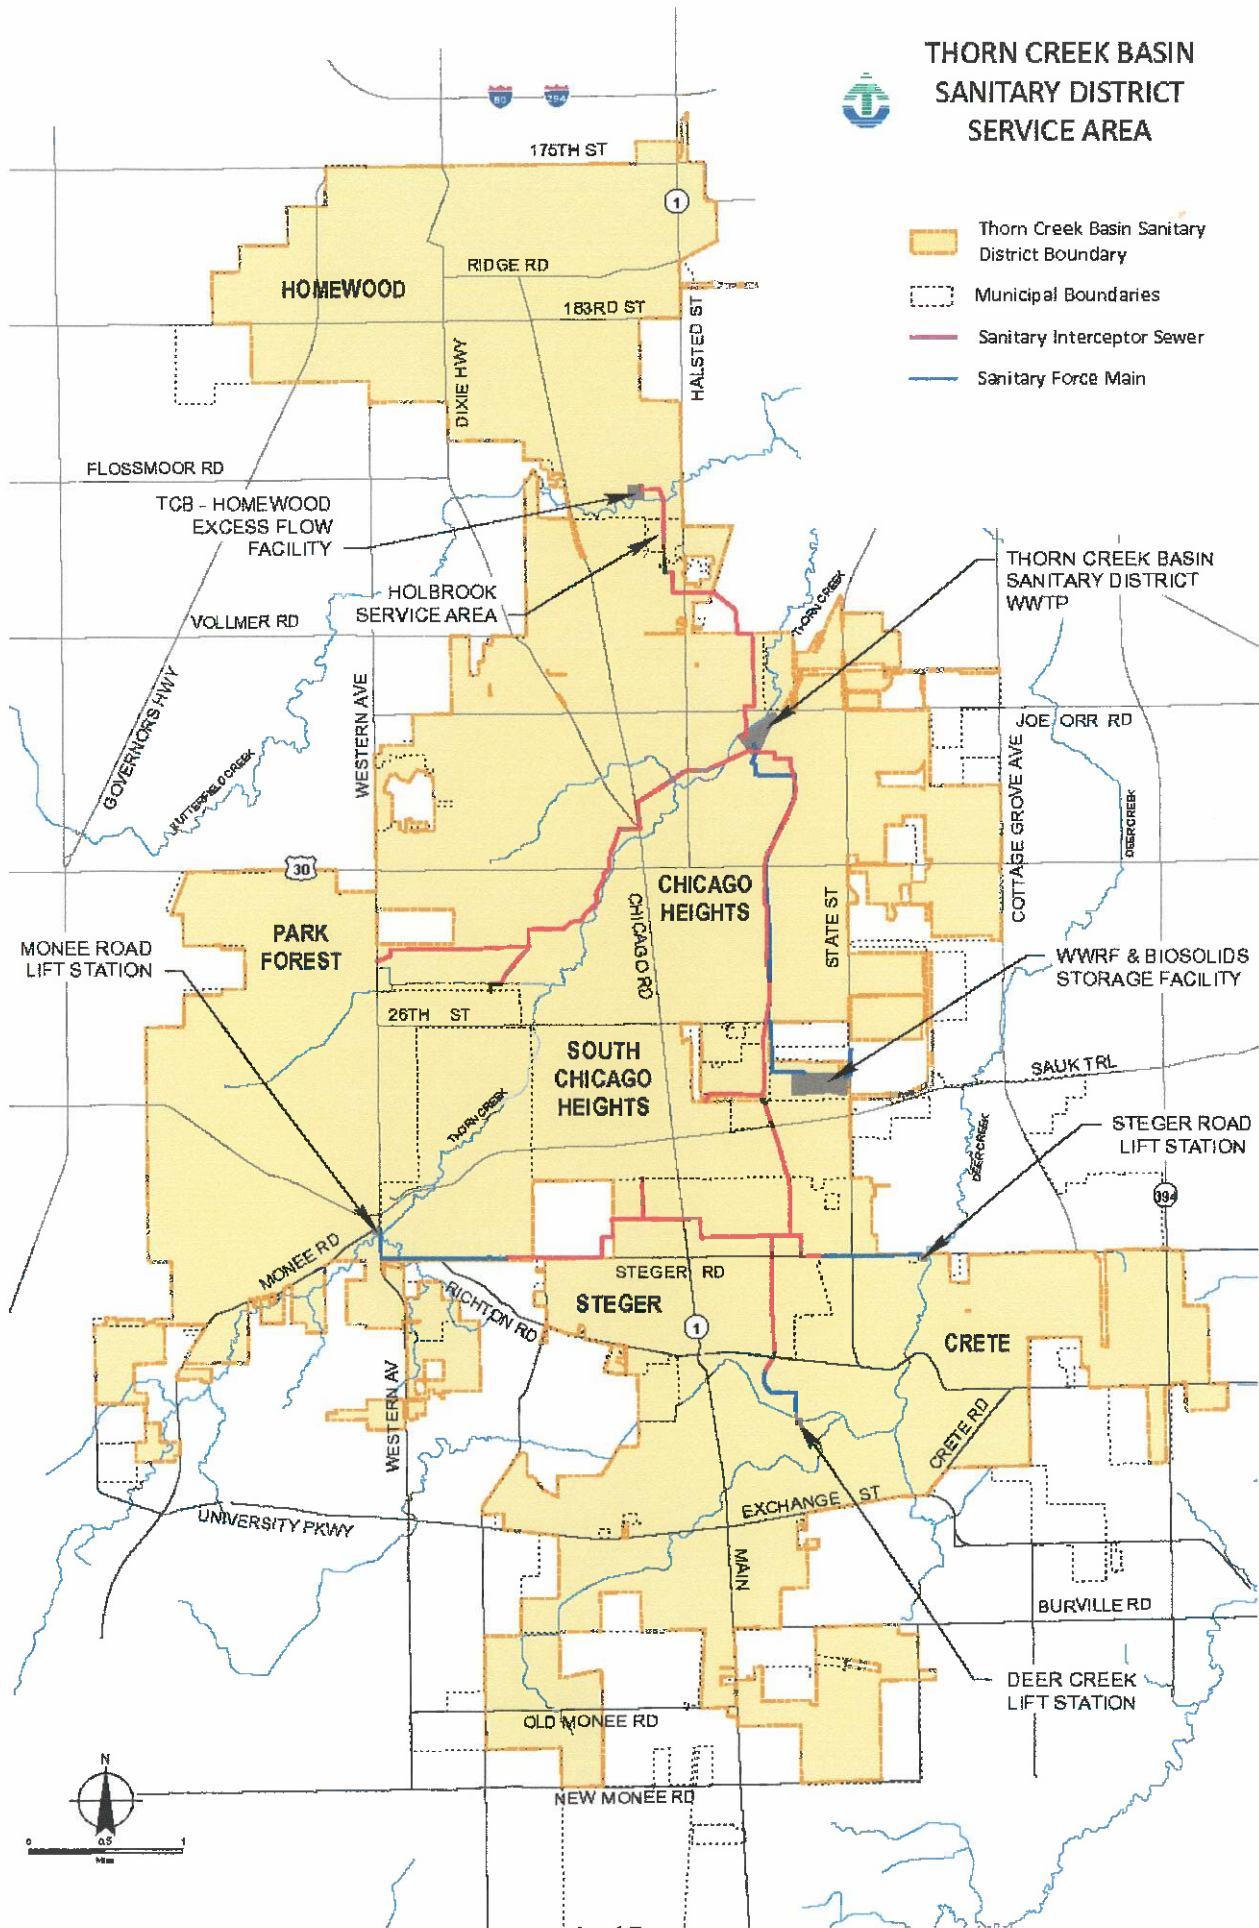 THORN CREEK BASIN
SANITARY DISTRICT
SERVICE AREA
80
294
175TH ST
1
Thorn Creek Basin Sanitary
District Boundary
Municipal Boundaries
Sanitary Interceptor Sewer
Sanitary Force Main
RIDGE RD
HOMEWOOD
183RD ST
HALSTED ST
DIXIE HWY
FLOSSMOOR RD
TCB - HOMEWOOD
EXCESS FLOW
FACILITY
HOLBROOK
SERVICE AREA
THORN CREEK BASIN
SANITARY DISTRICT
WWTP
THORN CREEK
VOLLMER RD
GOVERNORS HWY
WESTERN AVE
JOE ORR RD
BUTTERFIELD CREEK
COTTAGE GROVE AVE
DEER CREEK
30
CHICAGO
HEIGHTS
CHICAGO RD
STATE ST
PARK
FOREST
MONEE ROAD
LIFT STATION
WWRF & BIOSOLIDS
STORAGE FACILITY
26TH ST
SOUTH
CHICAGO
HEIGHTS
SAUK TRL
THORN CREEK
DEER CREEK
STEGER ROAD
LIFT STATION
394
MONEE RD
STEGER RD
RICHTON RD
STEGER
1
CRETE
WESTERN AV
CRETE RD
EXCHANGE ST
UNIVERSITY PKWY
MAIN
BURVILLE RD
DEER CREEK
LIFT STATION
OLD MONEE RD
NEW MONEE RD
N
0 0.5 1
Miles